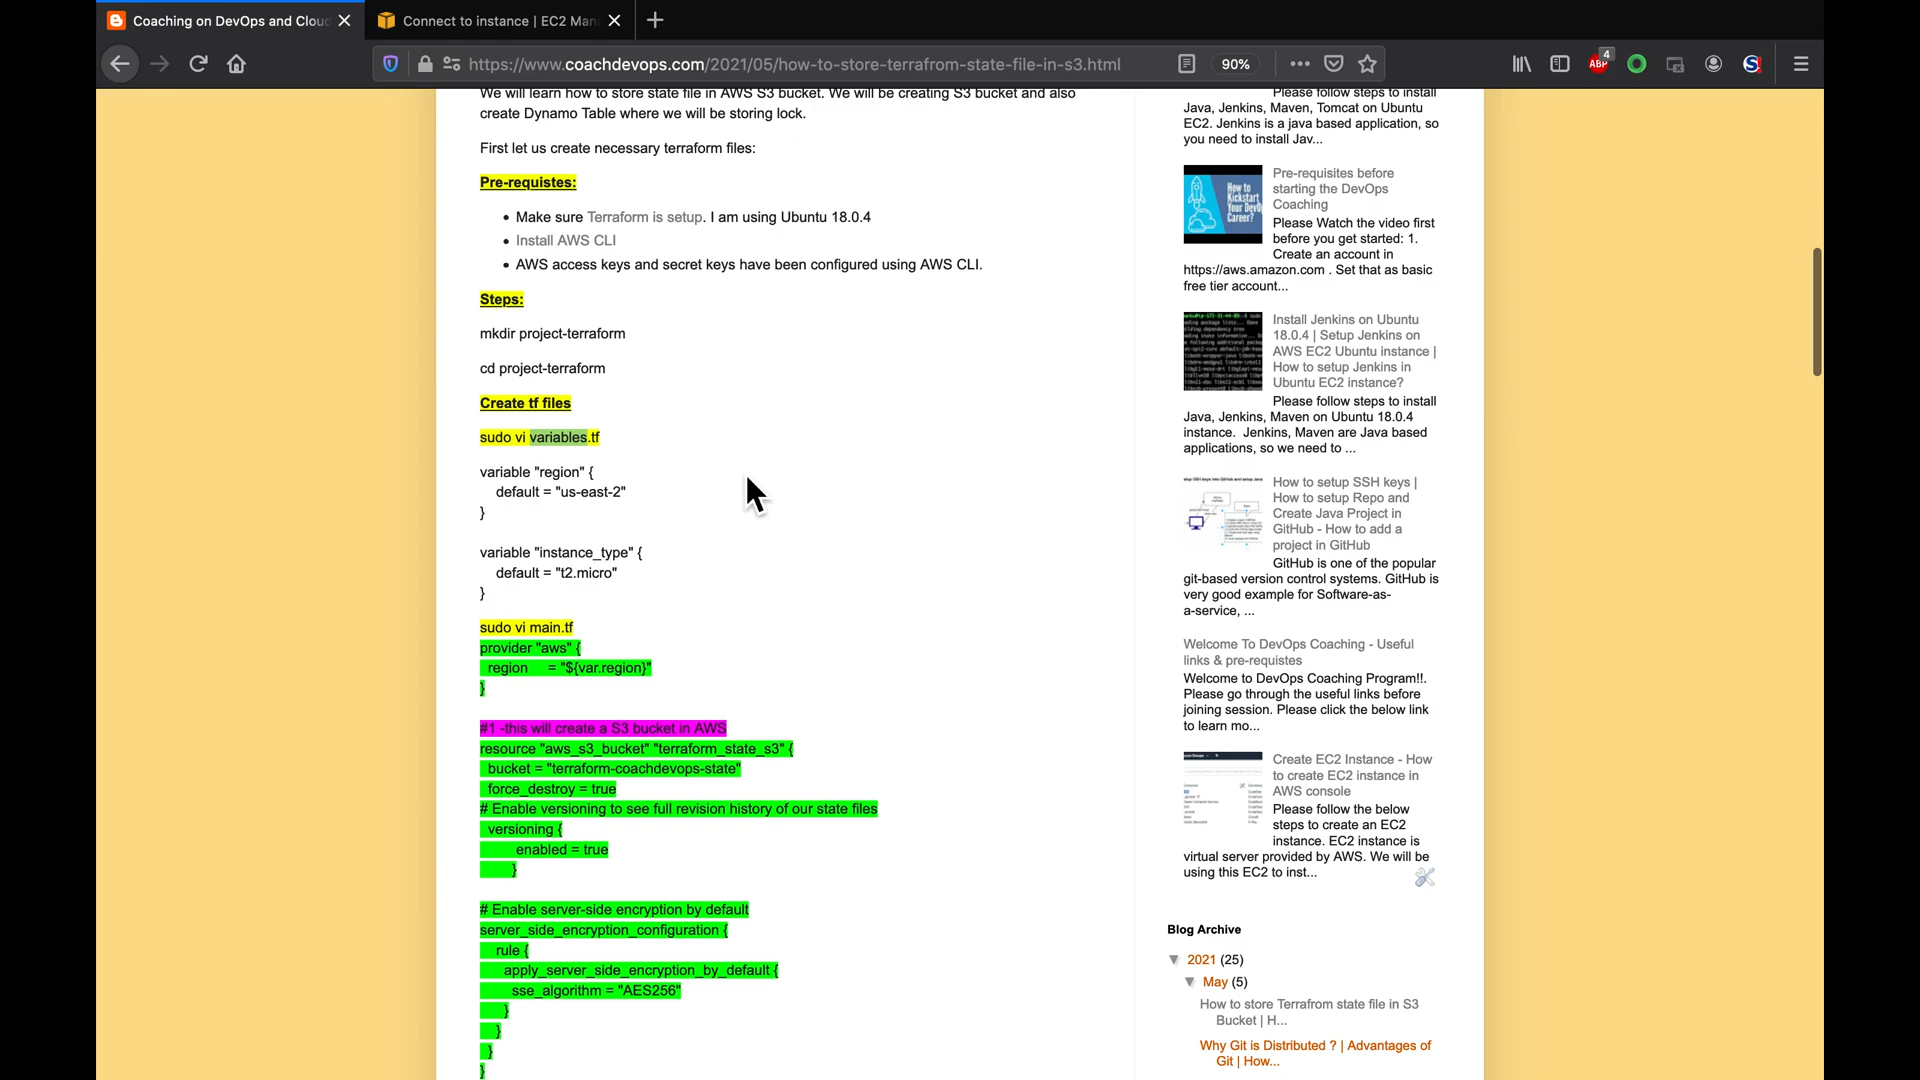 Coaching on DevOps and Clou
Connect to instance | EC2 Man
https://www.coachdevops.com/2021/05/how-to-store-terrafrom-state-file-in-s3.html
90%
ABP
4
We will learn how to store state file in AWS S3 bucket. We will be creating S3 bucket and also
create Dynamo Table where we will be storing lock.
First let us create necessary terraform files:
Pre-requistes:
Make sure Terraform is setup. I am using Ubuntu 18.0.4
Install AWS CLI
AWS access keys and secret keys have been configured using AWS CLI.
Steps:
mkdir project-terraform
cd project-terraform
Create tf files
sudo vi variables.tf
variable "region" {
default = "us-east-2"
}
variable "instance_type" {
default = "t2.micro"
}
sudo vi main.tf
provider "aws" {
region = "${var.region}"
}
#1 -this will create a S3 bucket in AWS
resource "aws_s3_bucket" "terraform_state_s3" {
bucket = "terraform-coachdevops-state"
force_destroy = true
# Enable versioning to see full revision history of our state files
versioning {
enabled = true
}
# Enable server-side encryption by default
server_side_encryption_configuration {
rule {
apply_server_side_encryption_by_default {
sse_algorithm = "AES256"
}
}
}
}
Please follow steps to install
Java, Jenkins, Maven, Tomcat on Ubuntu
EC2. Jenkins is a java based application, so
you need to install Jav...
How to
Kickstart
Your DevO
Career?
Pre-requisites before
starting the DevOps
Coaching
Please Watch the video first
before you get started: 1.
Create an account in
https://aws.amazon.com . Set that as basic
free tier account...
Install Jenkins on Ubuntu
18.0.4 | Setup Jenkins on
AWS EC2 Ubuntu instance |
How to setup Jenkins in
Ubuntu EC2 instance?
Please follow steps to install
Java, Jenkins, Maven on Ubuntu 18.0.4
instance. Jenkins, Maven are Java based
applications, so we need to ...
How to setup SSH keys |
How to setup Repo and
Create Java Project in
GitHub - How to add a
project in GitHub
GitHub is one of the popular
git-based version control systems. GitHub is
very good example for Software-as-
a-service, ...
Welcome To DevOps Coaching - Useful
links & pre-requistes
Welcome to DevOps Coaching Program!!.
Please go through the useful links before
joining session. Please click the below link
to learn mo...
Create EC2 Instance - How
to create EC2 instance in
AWS console
Please follow the below
steps to create an EC2
instance. EC2 instance is
virtual server provided by AWS. We will be
using this EC2 to inst...
Blog Archive
▼ 2021 (25)
▼ May (5)
How to store Terrafrom state file in S3
Bucket | H...
Why Git is Distributed ? | Advantages of
Git | How...